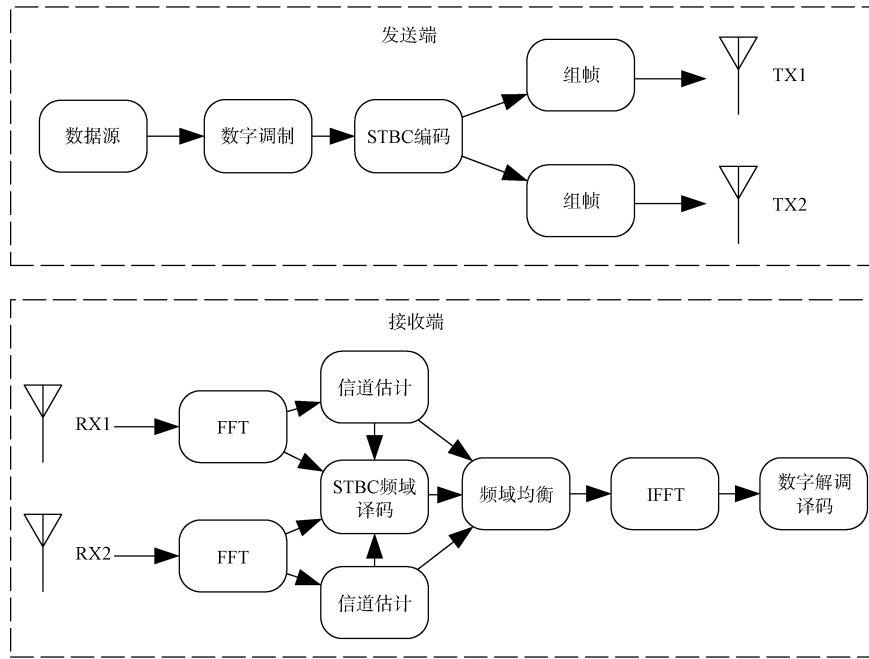 发送端
数据源
数字调制
STBC编码
组帧
TX1
组帧
TX2
接收端
RX1
FFT
信道估计
STBC频域
译码
频域均衡
IFFT
数字解调
译码
RX2
FFT
信道估计